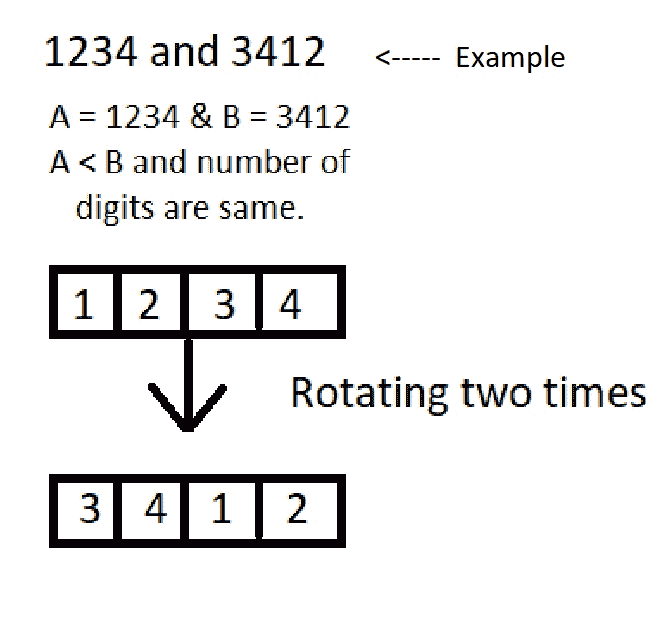 1234 and 3412 <----- Example
A = 1234 & B = 3412
A < B and number of
digits are same.
1 2 3 4
Rotating two times
3 4 1 2